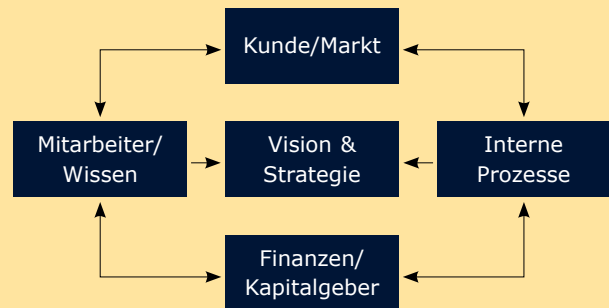 Kunde/Markt
Mitarbeiter/
Wissen
Vision &
Strategie
Interne
Prozesse
Finanzen/
Kapitalgeber